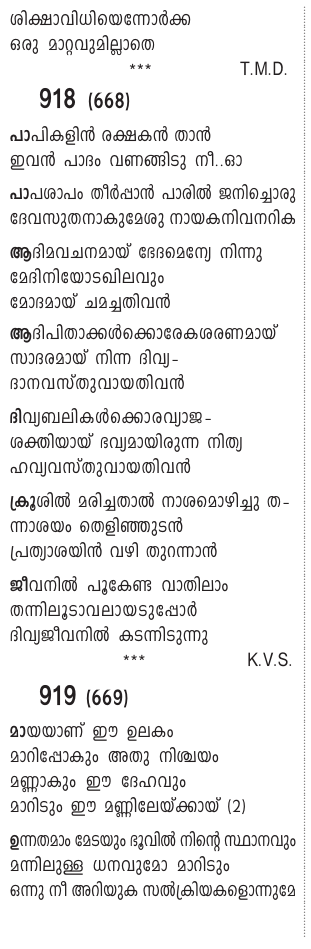 ശിക്ഷാവിധിയെന്നോർക്ക
ഒരു മാറ്റവുമില്ലാതെ
*** T.M.D.
918 (668)
പാപികളിൻ രക്ഷകൻ താൻ
ഇവൻ പാദം വണങ്ങിടു നീ..ഓ
പാപശാപം തീർപ്പാൻ പാരിൽ ജനിച്ചൊരു
ദേവസുതനാകുമേശു നായകനിവനറിക
ആദിമവചനമായ് ഭേദമെന്യേ നിന്നു
മേദിനിയോടഖിലവും
മോദമായ് ചമച്ചതിവൻ
ആദിപിതാക്കൾക്കൊരേകശരണമായ്
സാദരമായ് നിന്ന ദിവ്യ-
ദാനവസ്തുവായതിവൻ
ദിവ്യബലികൾക്കൊരവ്യാജ-
ശക്തിയായ് ഭവ്യമായിരുന്ന നിത്യ
ഹവ്യവസ്തുവായതിവൻ
ക്രൂശിൽ മരിച്ചതാൽ നാശമൊഴിച്ചു ത-
ന്നാശയം തെളിഞ്ഞുടൻ
പ്രത്യാശയിൻ വഴി തുറന്നാൻ
ജീവനിൽ പൂകേണ്ട വാതിലാം
തന്നിലൂടാവലായടുപ്പോർ
ദിവ്യജീവനിൽ കടന്നിടുന്നു
*** K.V.S.
919 (669)
മായയാണ് ഈ ഉലകം
മാറിപ്പോകും അതു നിശ്ചയം
മണ്ണാകും ഈ ദേഹവും
മാറിടും ഈ മണ്ണിലേയ്ക്കായ് (2)
ഉന്നതമാം മേടയും ഭൂവിൽ നിന്റെ സ്ഥാനവും
മന്നിലുള്ള ധനവുമോ മാറിടും
ഒന്നു നീ അറിയുക സൽക്രിയകളൊന്നുമേ